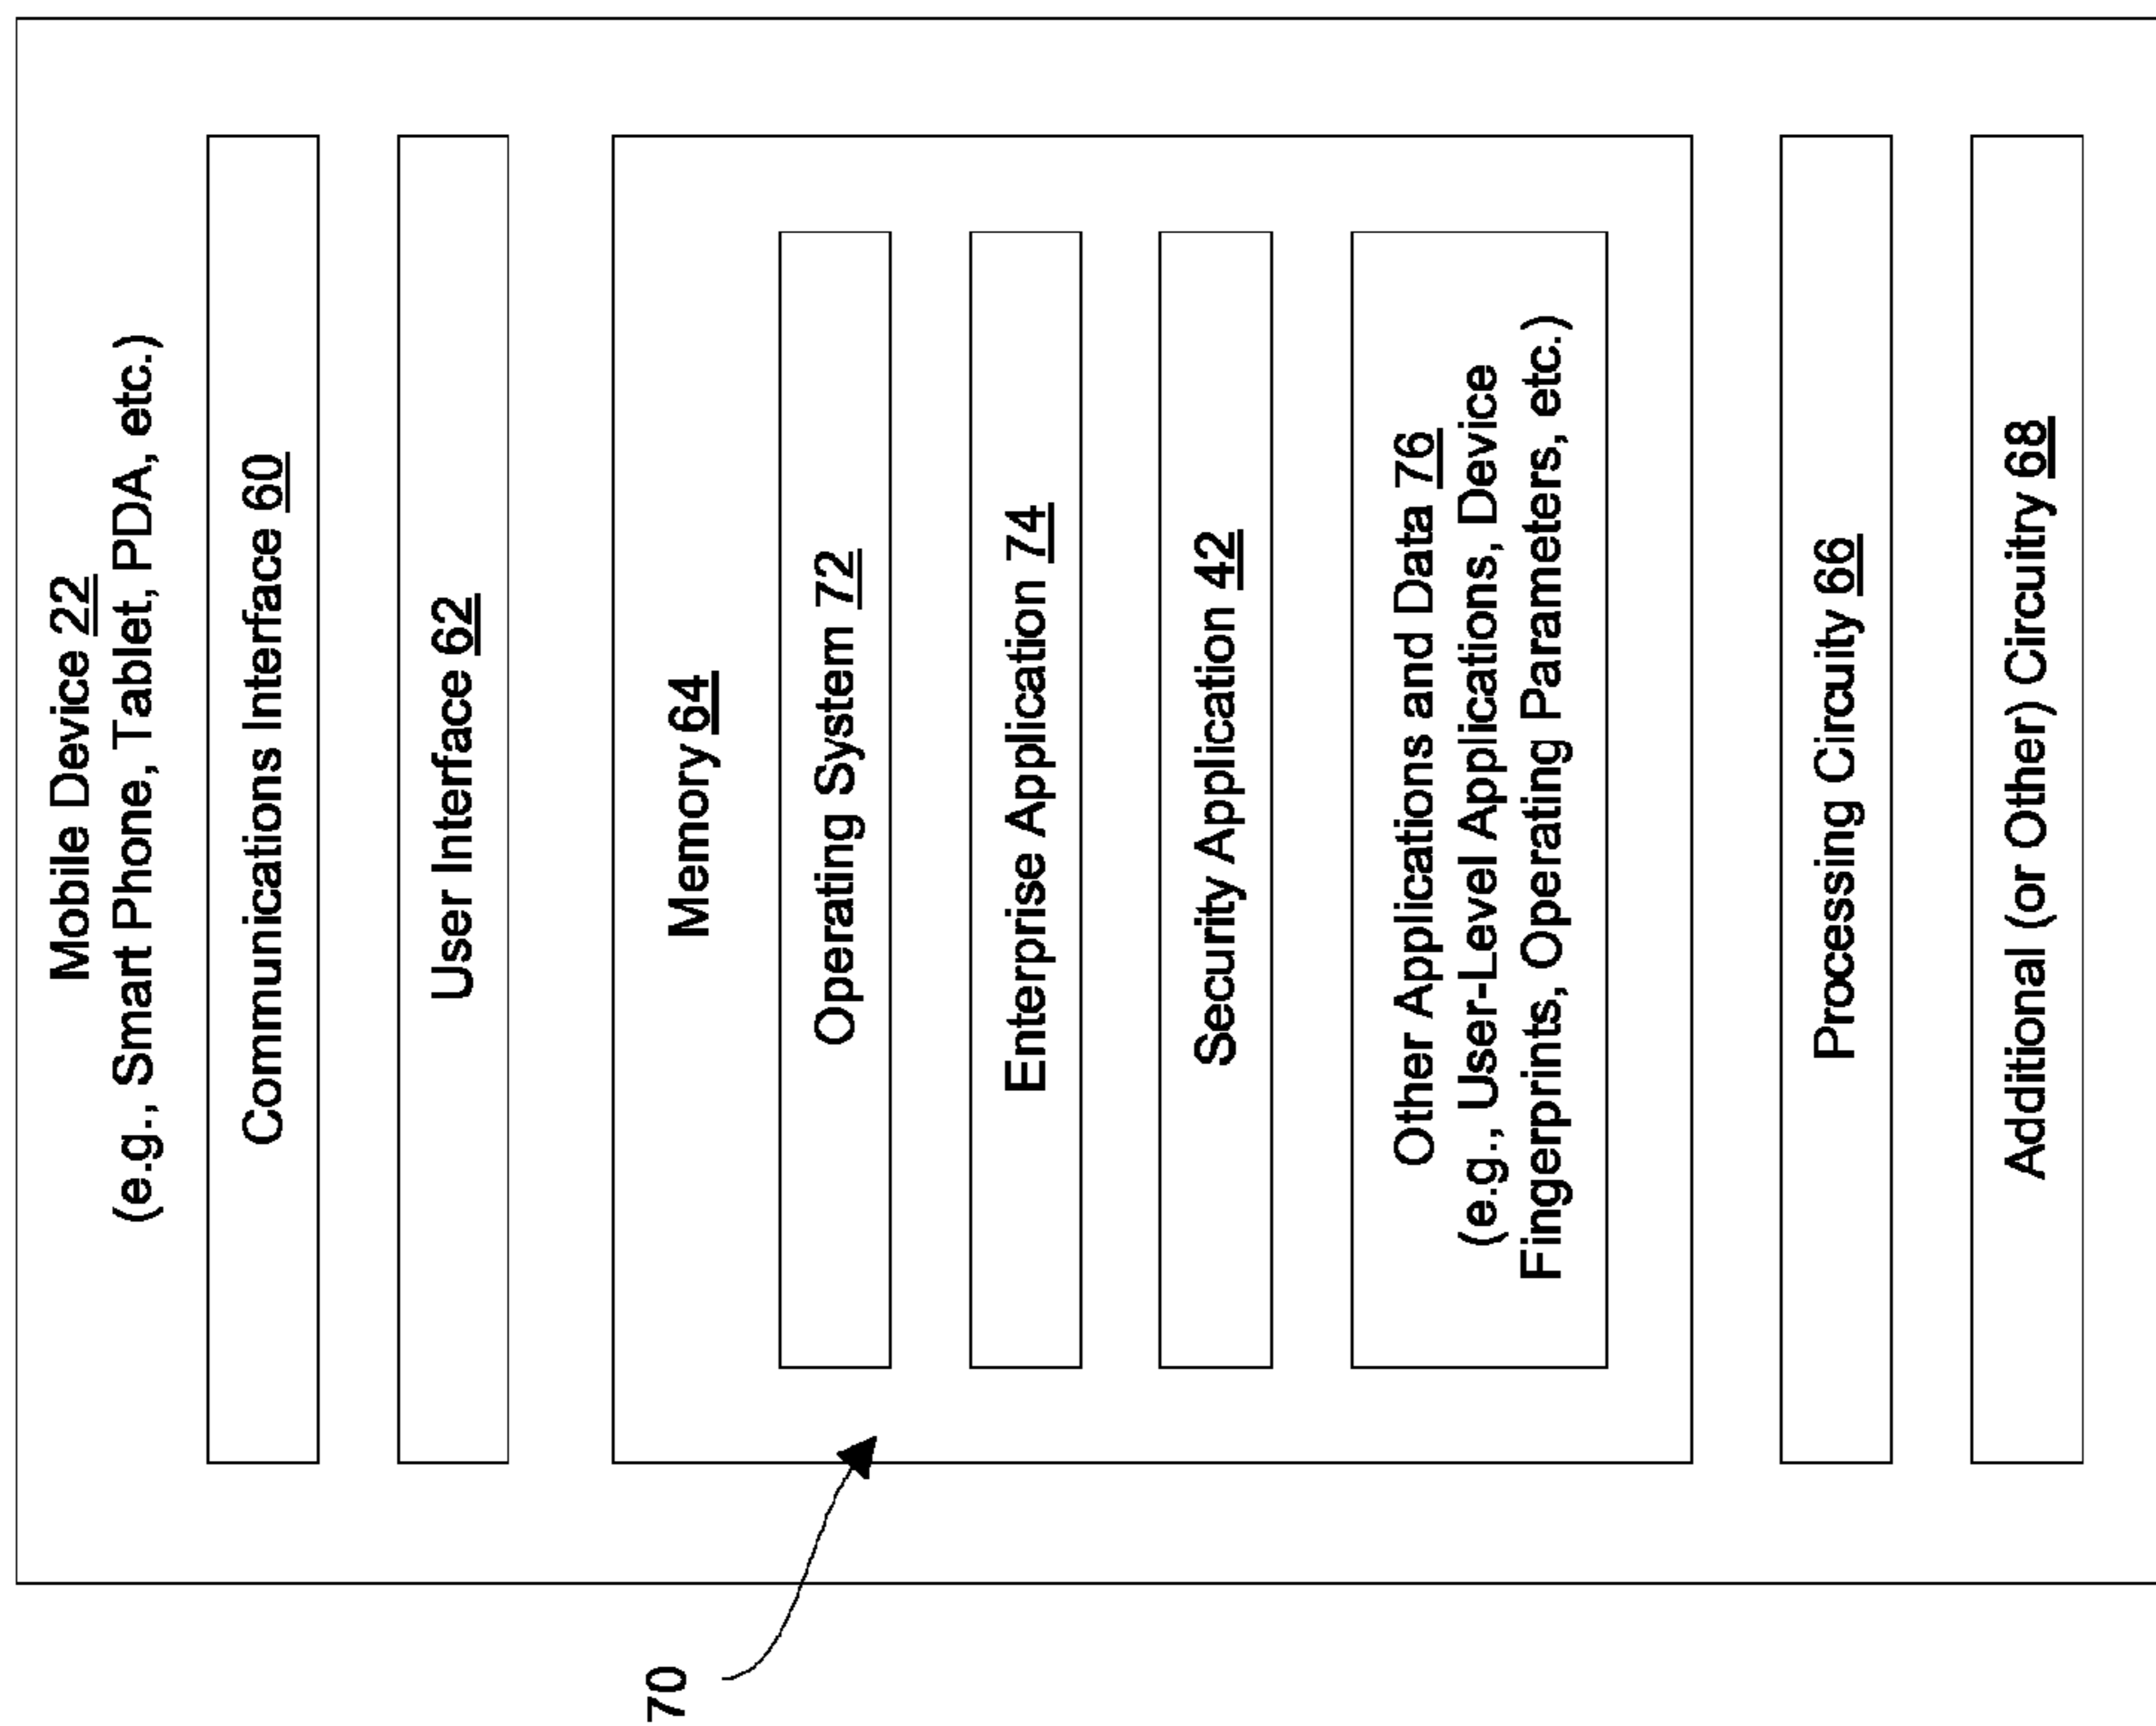 Mobile Device 22
(e.g., Smart Phone, Tablet, PDA, etc.)
Communications Interface 60
User Interface 62
Memory 64
Operating System 72
Enterprise Application 74
Security Application 42
Other Applications and Data 76
(e.g., User-Level Applications, Device
Fingerprints, Operating Parameters, etc.)
Processing Circuity 66
Additional (or Other) Circuitry 68
70